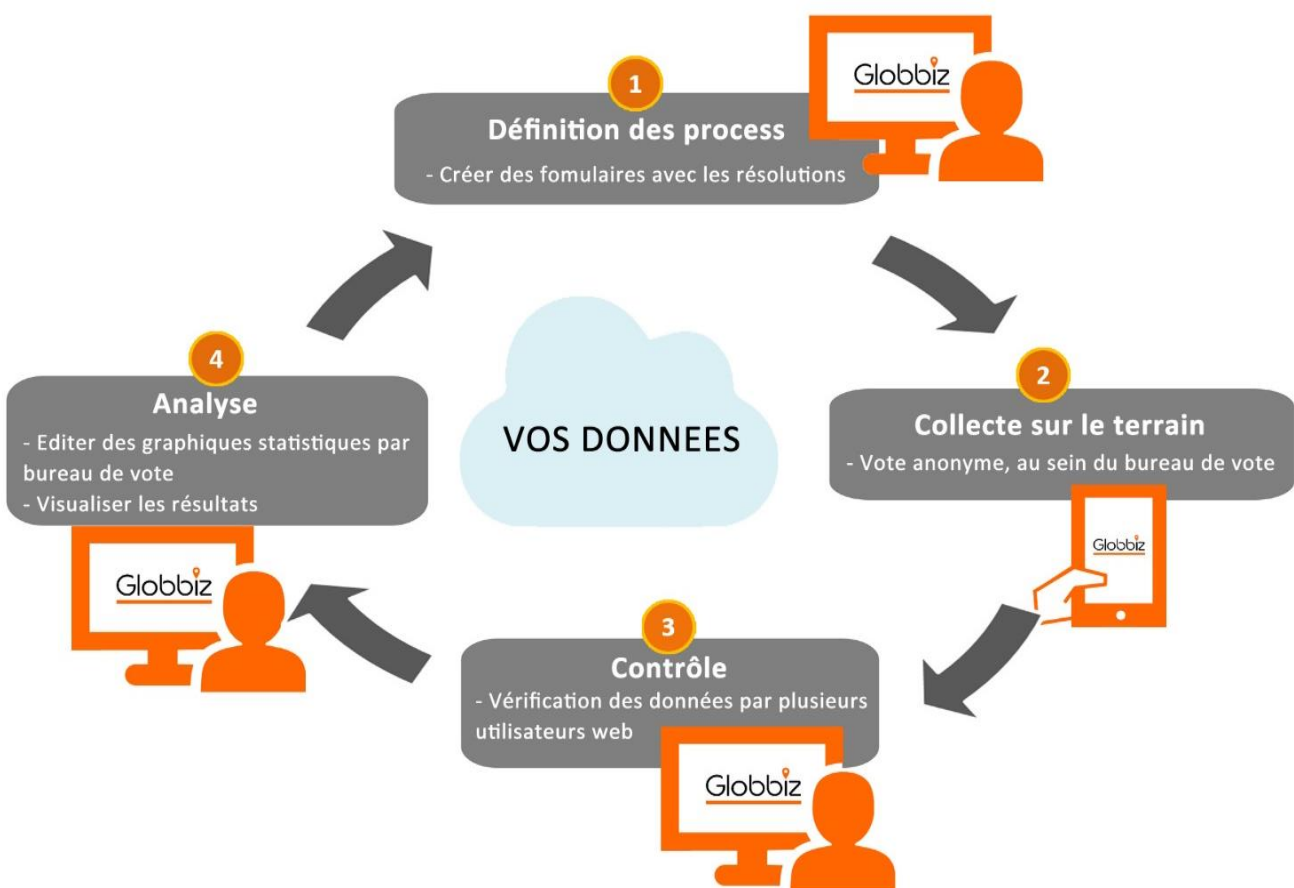 1
Globbiz
Définition des process
- Créer des fomulaires avec les résolutions
2
Collecte sur le terrain
- Vote anonyme, au sein du bureau de vote
Globbiz
3
Contrôle
- Vérification des données par plusieurs
utilisateurs web
Globbiz
4
Analyse
- Editer des graphiques statistiques par
bureau de vote
- Visualiser les résultats
Globbiz
VOS DONNEES